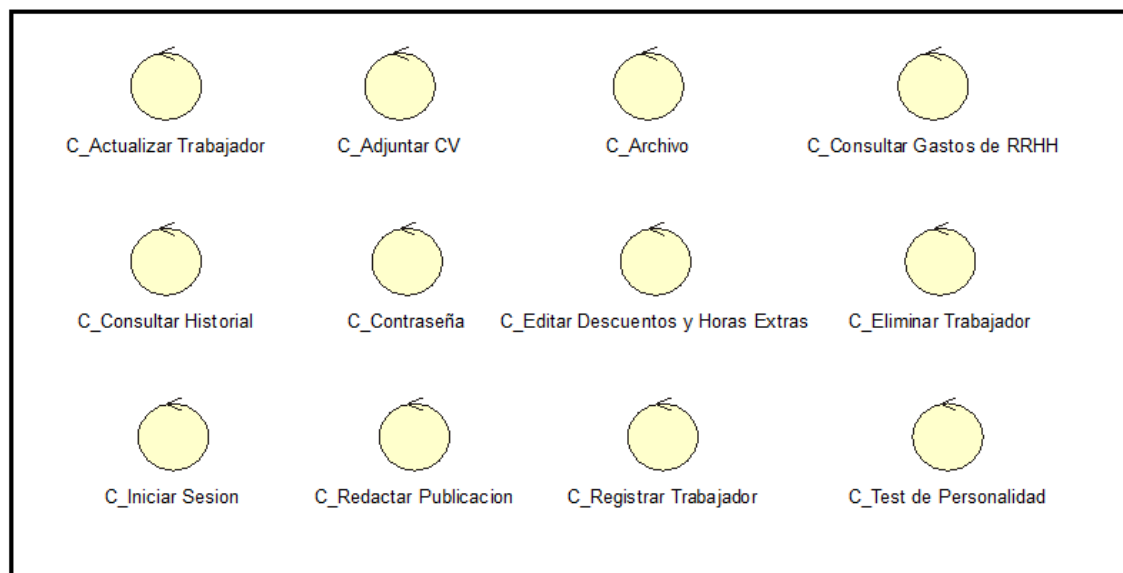 C_Actualizar Trabajador
C_Adjuntar CV
C_Archivo
C_Consultar Gastos de RRHH
C_Consultar Historial
C_Contraseña
C_Editar Descuentos y Horas Extras
C_Eliminar Trabajador
C_Iniciar Sesion
C_Redactar Publicacion
C_Registrar Trabajador
C_Test de Personalidad